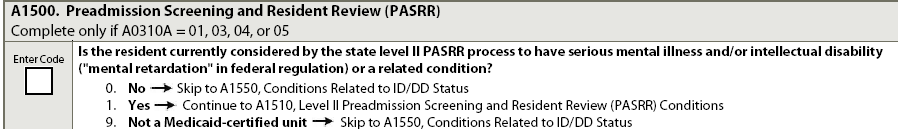 A1500. Preadmission Screening and Resident Review (PASRR)
Complete only if A0310A = 01, 03, 04, or 05
Enter Code
Is the resident currently considered by the state level II PASRR process to have serious mental illness and/or intellectual disability
("mental retardation" in federal regulation) or a related condition?
0. No → Skip to A1550, Conditions Related to ID/DD Status
1. Yes → Continue to A1510, Level II Preadmission Screening and Resident Review (PASRR) Conditions
9. Not a Medicaid-certified unit → Skip to A1550, Conditions Related to ID/DD Status